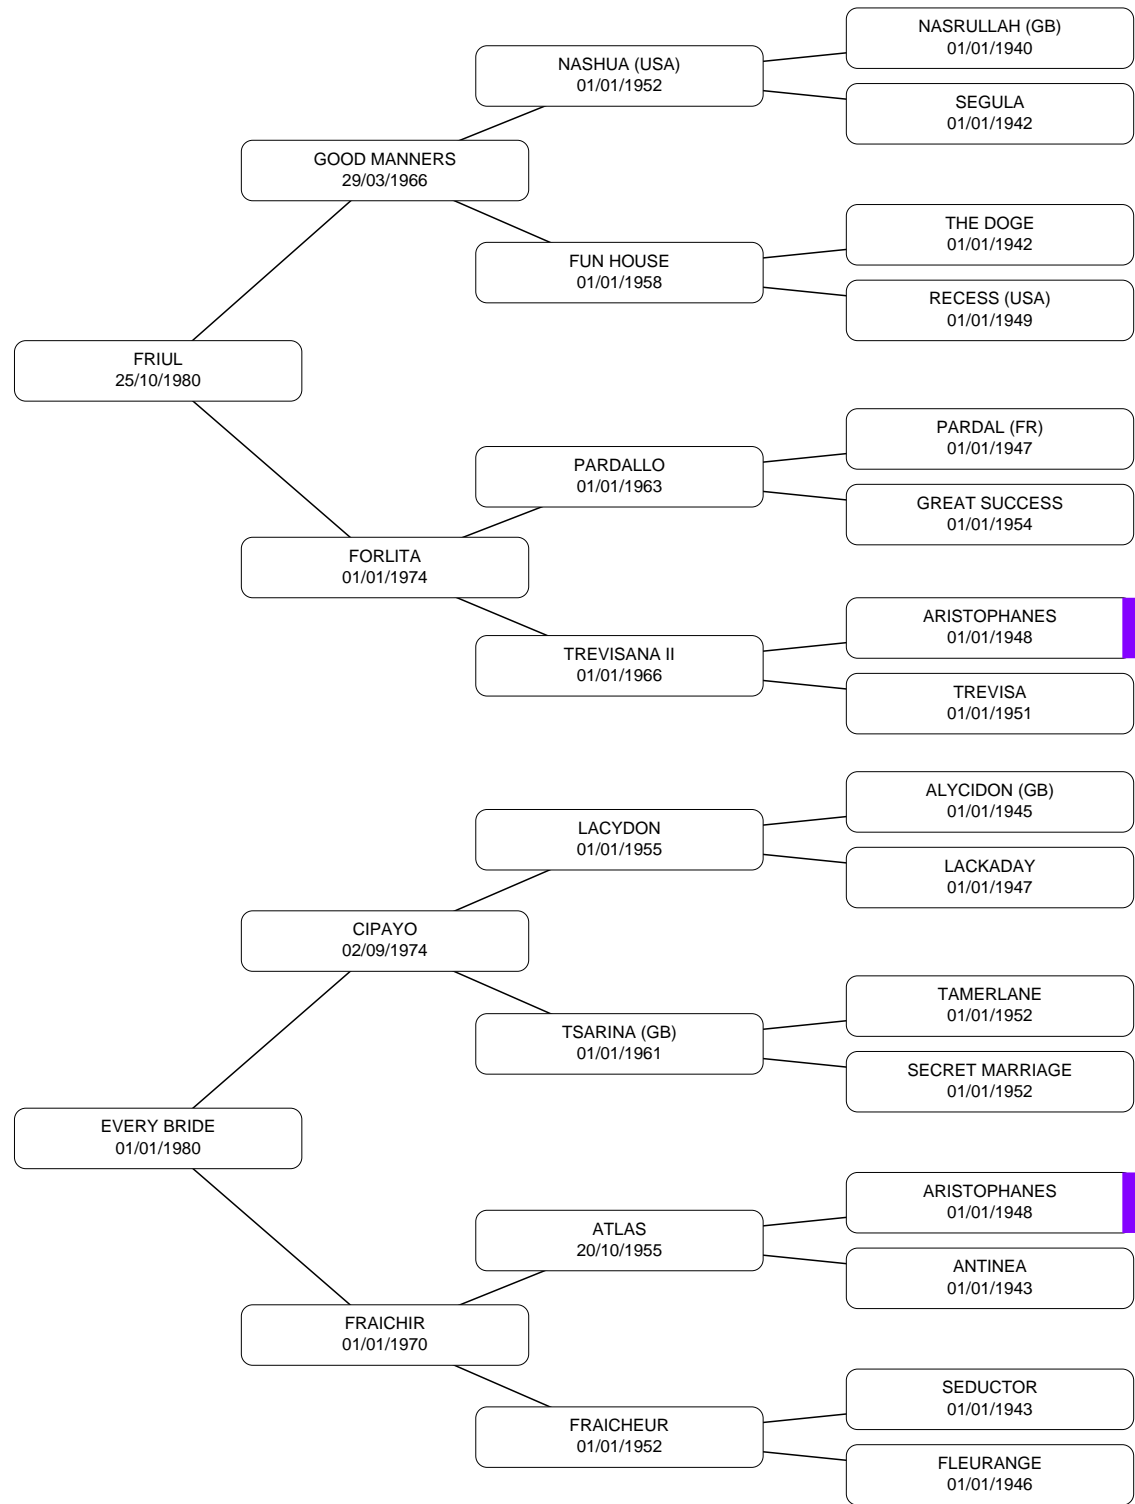 NASRULLAH (GB)
01/01/1940
NASHUA (USA)
01/01/1952
SEGULA
01/01/1942
GOOD MANNERS
29/03/1966
THE DOGE
01/01/1942
FUN HOUSE
01/01/1958
RECESS (USA)
01/01/1949
FRIUL
25/10/1980
PARDAL (FR)
01/01/1947
PARDALLO
01/01/1963
GREAT SUCCESS
01/01/1954
FORLITA
01/01/1974
ARISTOPHANES
01/01/1948
TREVISANA II
01/01/1966
TREVISA
01/01/1951
ALYCIDON (GB)
01/01/1945
LACYDON
01/01/1955
LACKADAY
01/01/1947
CIPAYO
02/09/1974
TAMERLANE
01/01/1952
TSARINA (GB)
01/01/1961
SECRET MARRIAGE
01/01/1952
EVERY BRIDE
01/01/1980
ARISTOPHANES
01/01/1948
ATLAS
20/10/1955
ANTINEA
01/01/1943
FRAICHIR
01/01/1970
SEDUCTOR
01/01/1943
FRAICHEUR
01/01/1952
FLEURANGE
01/01/1946